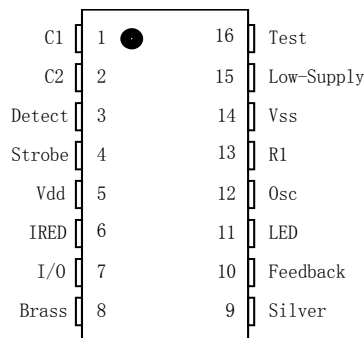 C1 1 16 Test
C2 2 15 Low-Supply
Detect 3 14 Vss
Strobe 4 13 R1
Vdd 5 12 Osc
IRED 6 11 LED
I/O 7 10 Feedback
Brass 8 9 Silver